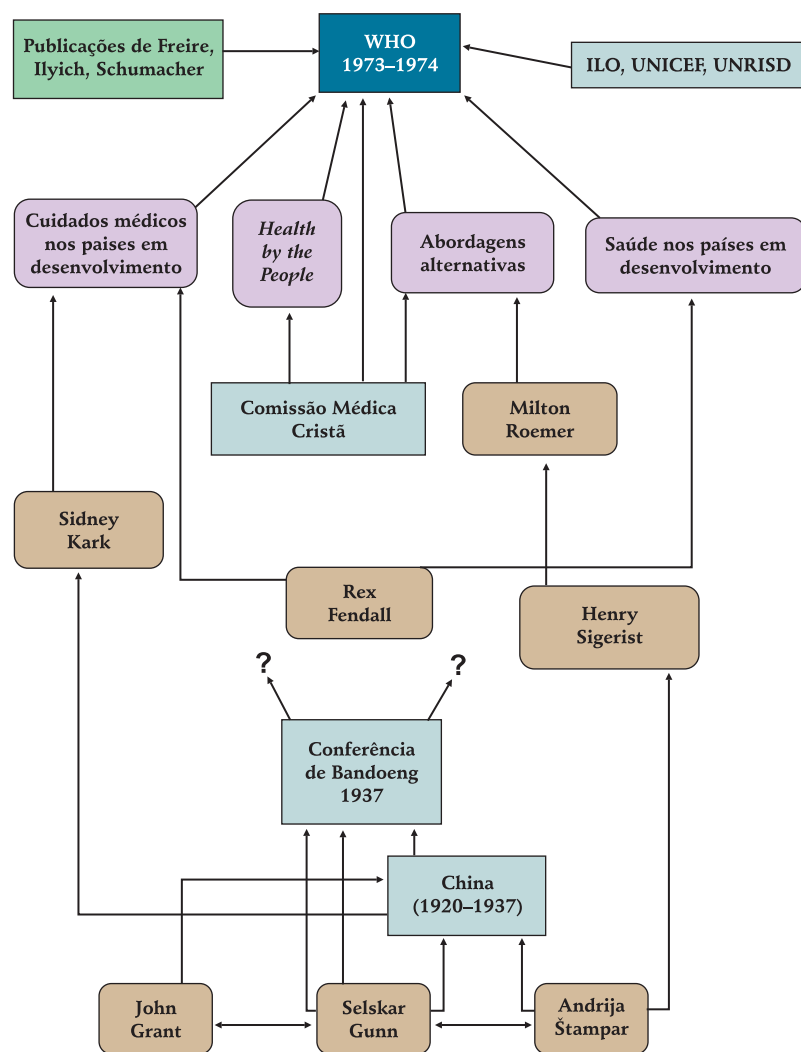 Publicações de Freire,
Ilyich, Schumacher
WHO
1973–1974
ILO, UNICEF, UNRISD
Cuidados médicos
nos paises em
desenvolvimento
Health
by the
People
Abordagens
alternativas
Saúde nos países em
desenvolvimento
Comissão Médica
Cristã
Milton
Roemer
Sidney
Kark
Rex
Fendall
Henry
Sigerist
?
?
Conferência
de Bandoeng
1937
China
(1920–1937)
John
Grant
Selskar
Gunn
Andrija
Štampar